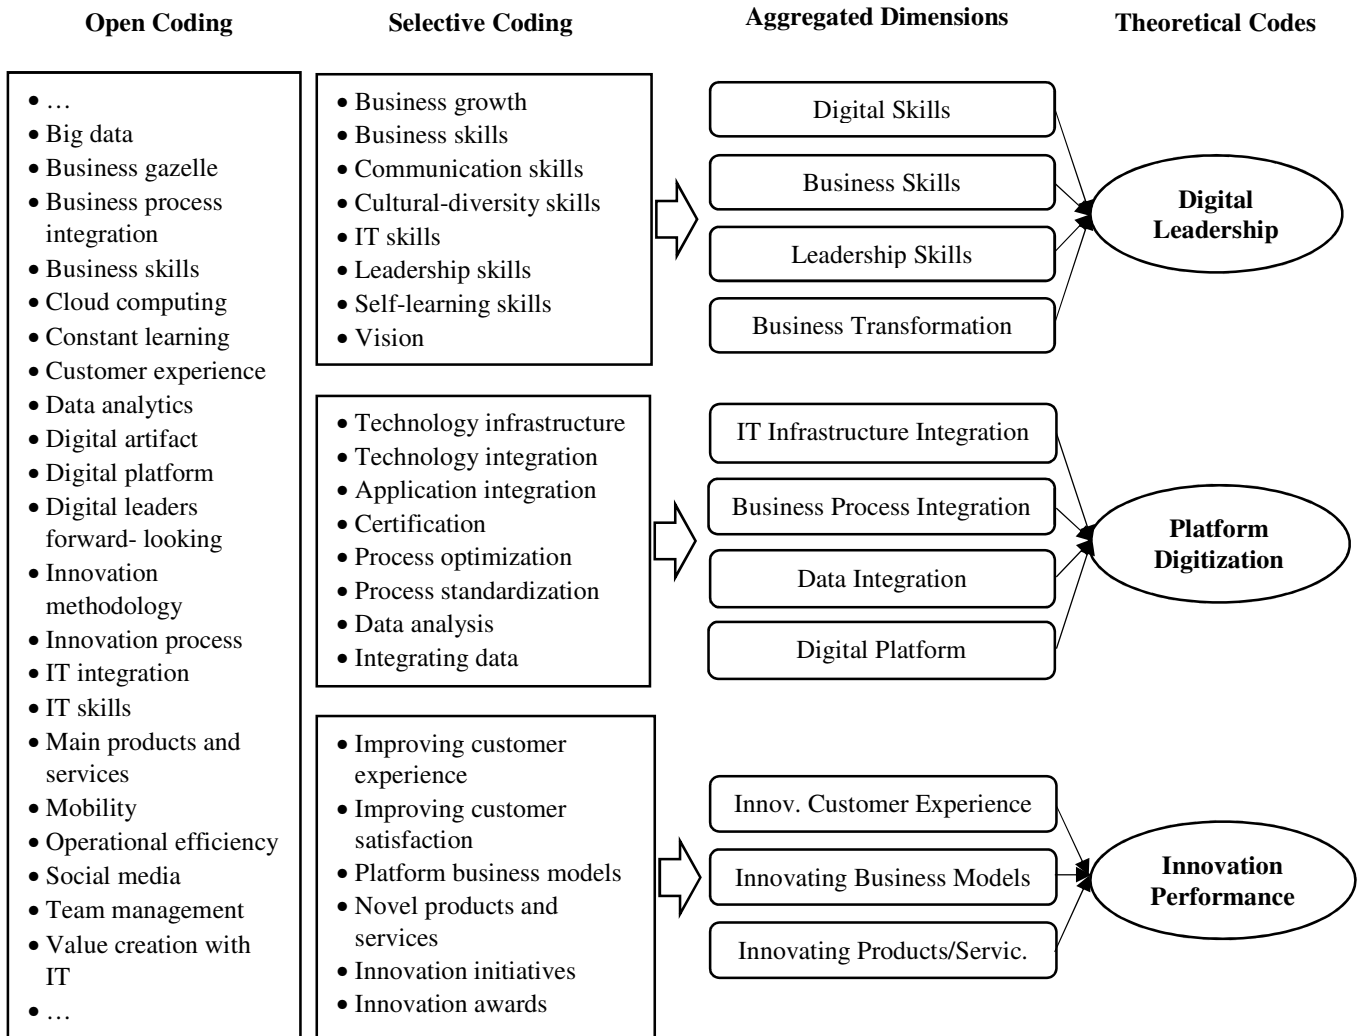 Open Coding
Selective Coding
Aggregated Dimensions
Theoretical Codes
• …
• Big data
• Business gazelle
• Business process
integration
• Business skills
• Cloud computing
• Constant learning
• Customer experience
• Data analytics
• Digital artifact
• Digital platform
• Digital leaders
forward- looking
• Innovation
methodology
• Innovation process
• IT integration
• IT skills
• Main products and
services
• Mobility
• Operational efficiency
• Social media
• Team management
• Value creation with
IT
• …
• Business growth
• Business skills
• Communication skills
• Cultural-diversity skills
• IT skills
• Leadership skills
• Self-learning skills
• Vision
Digital Skills
Business Skills
Leadership Skills
Business Transformation
Digital
Leadership
• Technology infrastructure
• Technology integration
• Application integration
• Certification
• Process optimization
• Process standardization
• Data analysis
• Integrating data
IT Infrastructure Integration
Business Process Integration
Data Integration
Digital Platform
Platform
Digitization
• Improving customer
experience
• Improving customer
satisfaction
• Platform business models
• Novel products and
services
• Innovation initiatives
• Innovation awards
Innov. Customer Experience
Innovating Business Models
Innovating Products/Servic.
Innovation
Performance